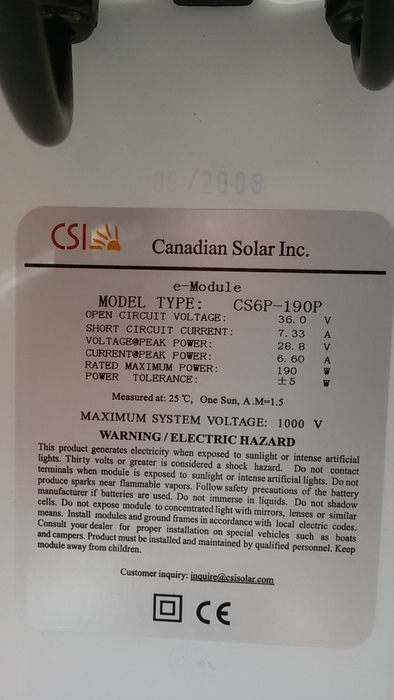 09/2008
CSI
Canadian Solar Inc.
e-Module
MODEL TYPE: CS6P-190P
OPEN CIRCUIT VOLTAGE: 36.0 V
SHORT CIRCUIT CURRENT: 7.33 A
VOLTAGE@PEAK POWER: 28.8 V
CURRENT@PEAK POWER: 6.60 A
RATED MAXIMUM POWER: 190 W
POWER TOLERANCE: ±5 W
Measured at: 25 ℃, One Sun, A.M=1.5
MAXIMUM SYSTEM VOLTAGE: 1000 V
WARNING / ELECTRIC HAZARD
This product generates electricity when exposed to sunlight or intense artificial
lights. Thirty volts or greater is considered a shock hazard. Do not contact
terminals when module is exposed to sunlight or intense artificial lights. Do not
produce sparks near flammable vapors. Follow safety precautions of the battery
manufacturer if batteries are used. Do not immerse in liquids. Do not shadow
cells. Do not expose module to concentrated light with mirrors, lenses or similar
means. Install modules and ground frames in accordance with local electric codes.
Consult your dealer for proper installation on special vehicles such as boats
and campers. Product must be installed and maintained by qualified personnel. Keep
module away from children.
Customer inquiry: inquire@csisolar.com
CE